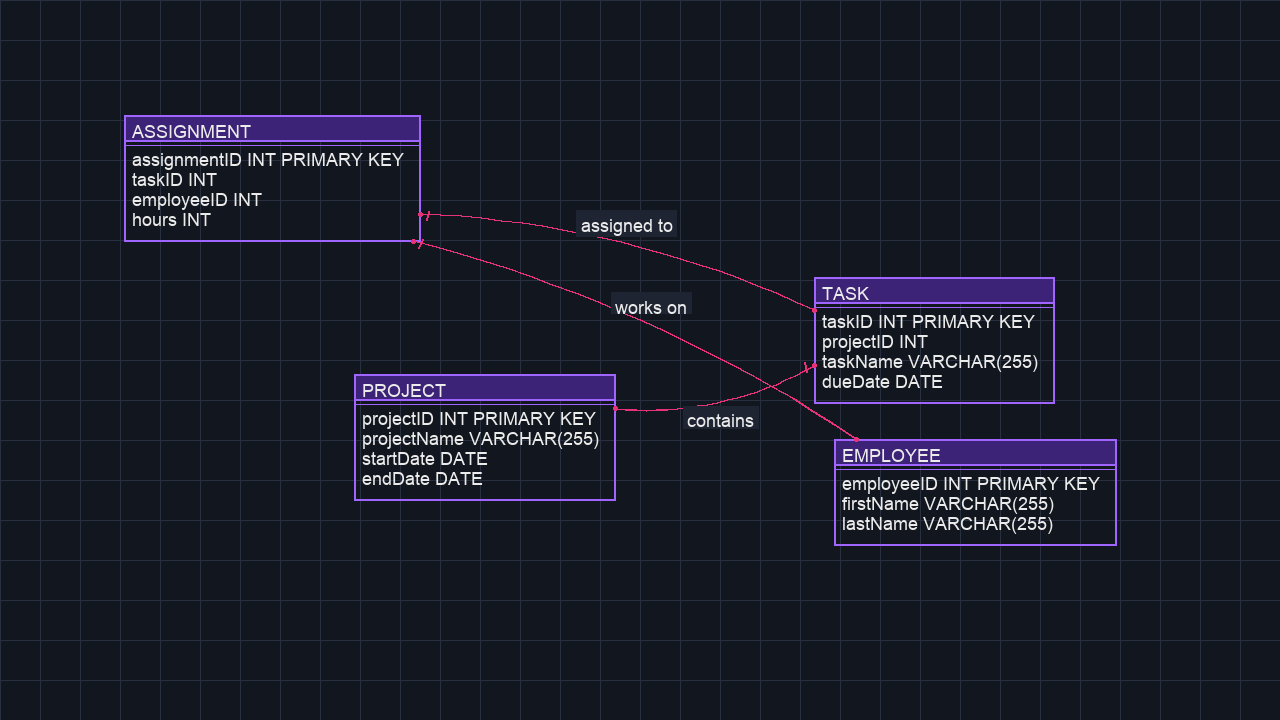 ASSIGNMENT
assignmentID INT PRIMARY KEY
taskID INT
employeeID INT
hours INT
assigned to
works on
TASK
taskID INT PRIMARY KEY
projectID INT
taskName VARCHAR(255)
dueDate DATE
PROJECT
projectID INT PRIMARY KEY
projectName VARCHAR(255)
startDate DATE
endDate DATE
contains
EMPLOYEE
employeeID INT PRIMARY KEY
firstName VARCHAR(255)
lastName VARCHAR(255)